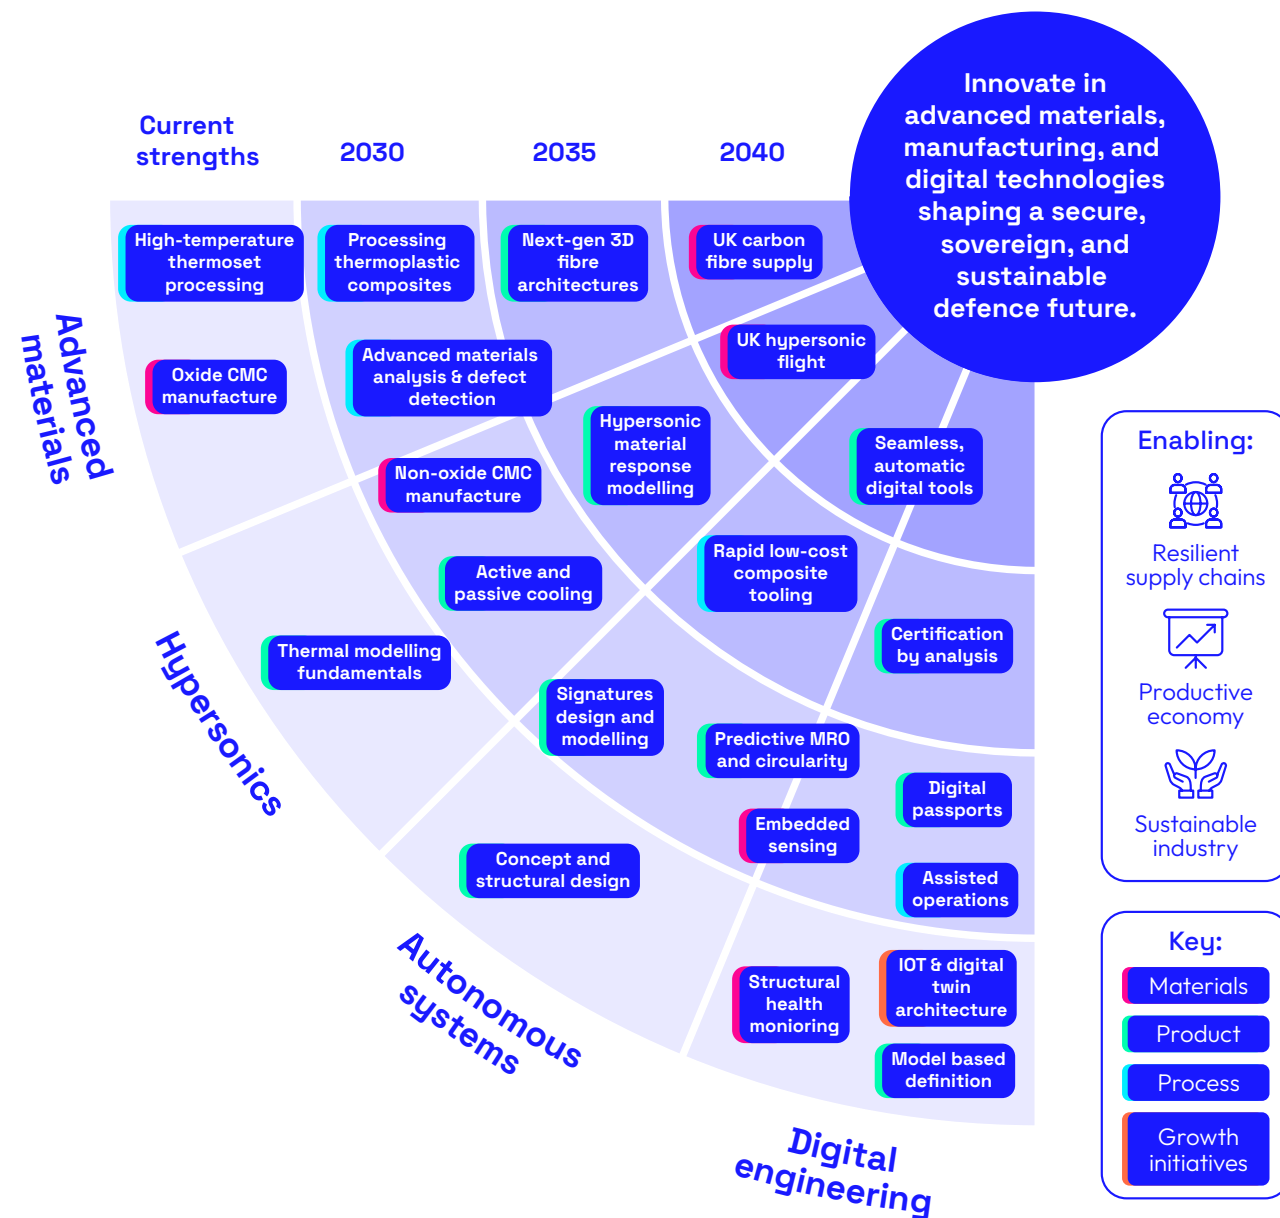 Innovate in
advanced materials,
manufacturing, and
digital technologies
shaping a secure,
sovereign, and
sustainable
defence future.
Current
strengths
2030
2035
2040
High-temperature
thermoset
processing
Processing
thermoplastic
composites
Next-gen 3D
fibre
architectures
UK carbon
fibre supply
Advanced
materials
Oxide CMC
manufacture
Advanced materials
analysis & defect
detection
UK hypersonic
flight
Hypersonic
material
response
modelling
Non-oxide CMC
manufacture
Seamless,
automatic
digital tools
Active and
passive cooling
Rapid low-cost
composite
tooling
Hypersonics
Thermal modelling
fundamentals
Certification
by analysis
Signatures
design and
modelling
Predictive MRO
and circularity
Digital
passports
Embedded
sensing
Concept and
structural design
Assisted
operations
Autonomous
systems
Structural
health
monioring
IOT & digital
twin
architecture
Model based
definition
Digital
engineering
Enabling:
Resilient
supply chains
Productive
economy
Sustainable
industry
Key:
Materials
Product
Process
Growth
initiatives